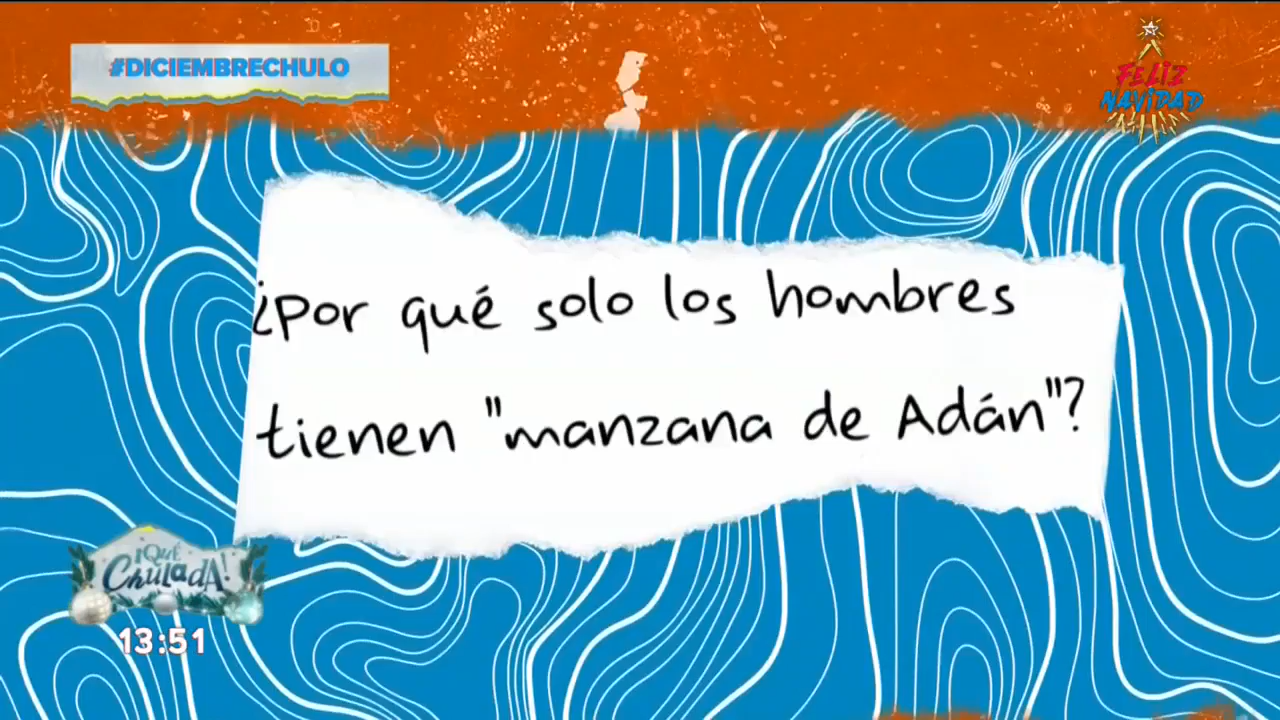 #DICIEMBRECHULO
FELIZ
NAVIDAD
¿Por qué solo los hombres
tienen "manzana de Adán"?
¡QUÉ
CHULADA!
13:51